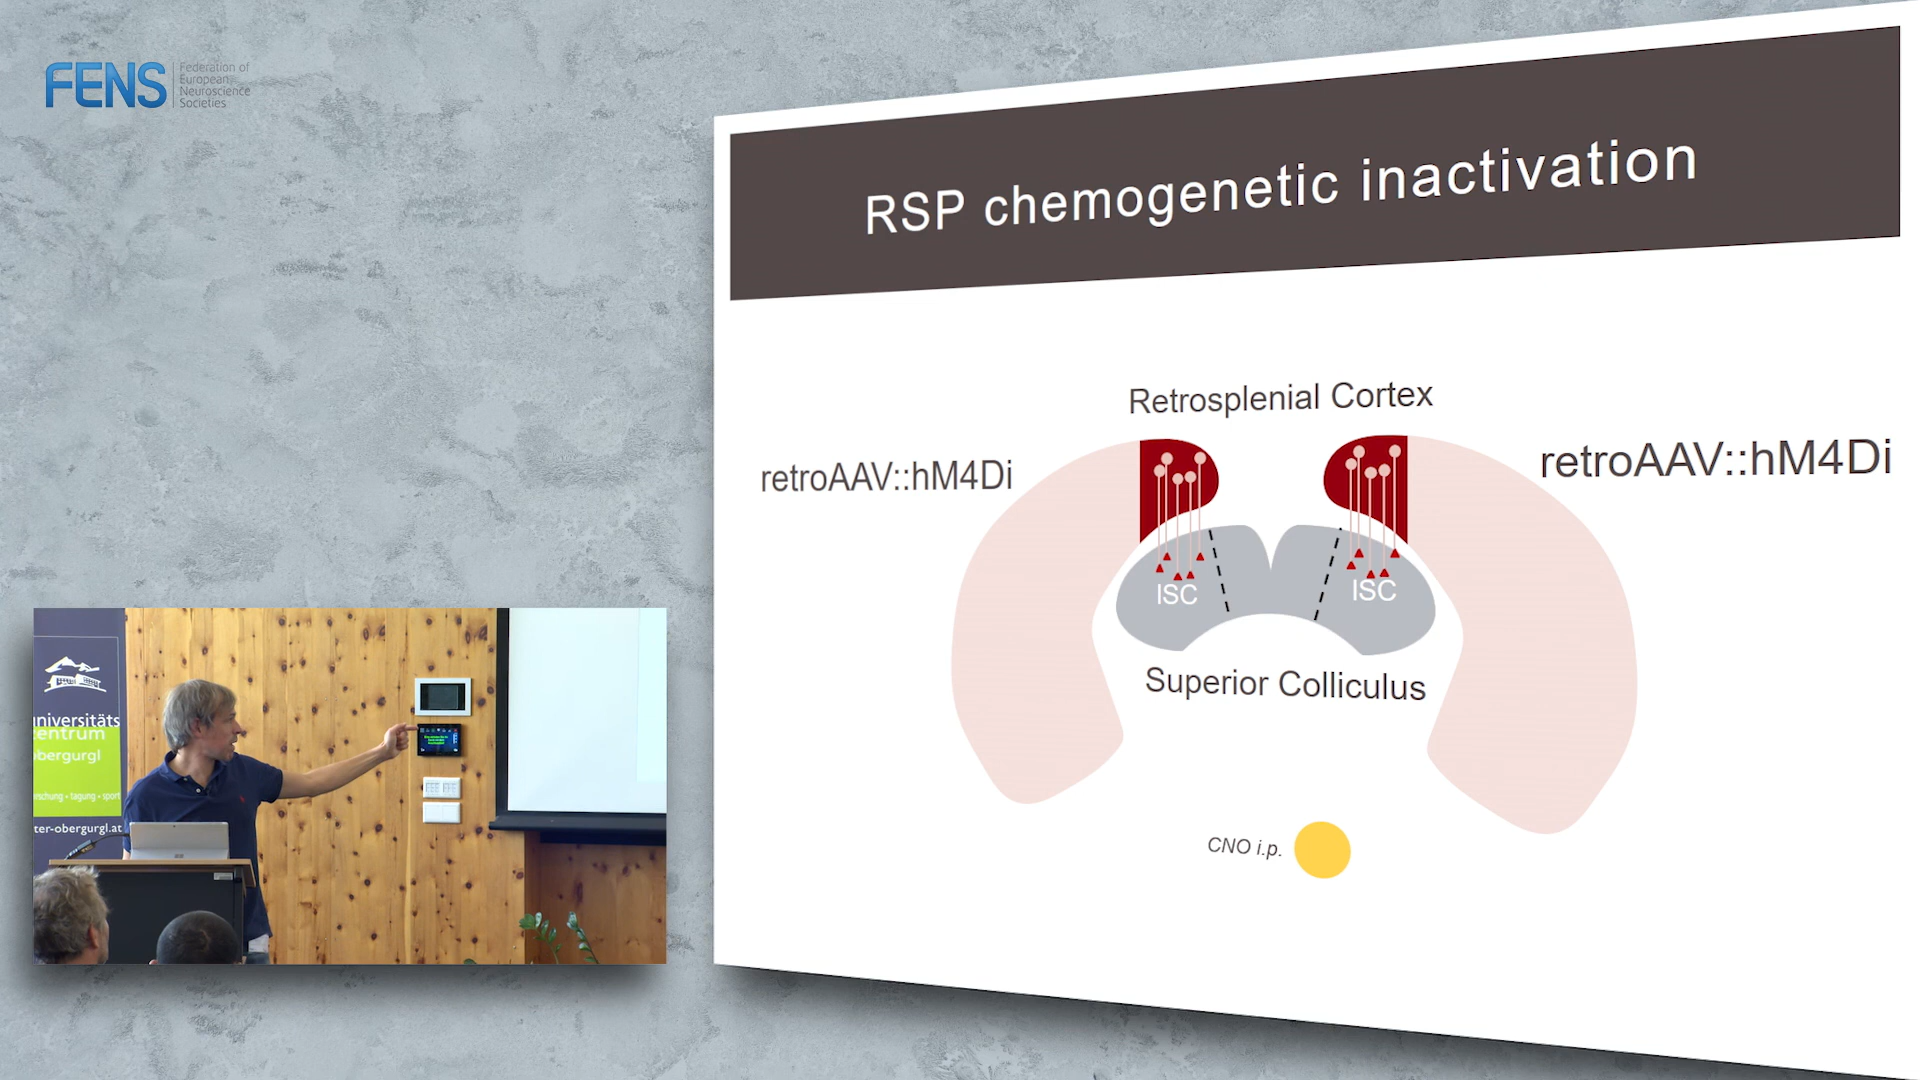 FENS
Federation of
European
Neuroscience
Societies
RSP chemogenetic inactivation
Retrosplenial Cortex
retroAAV::hM4Di
retroAAV::hM4Di
ISC
ISC
Superior Colliculus
CNO i.p.
universitäts
zentrum
obergurgl
tagung • sport
ter-obergurgl.at